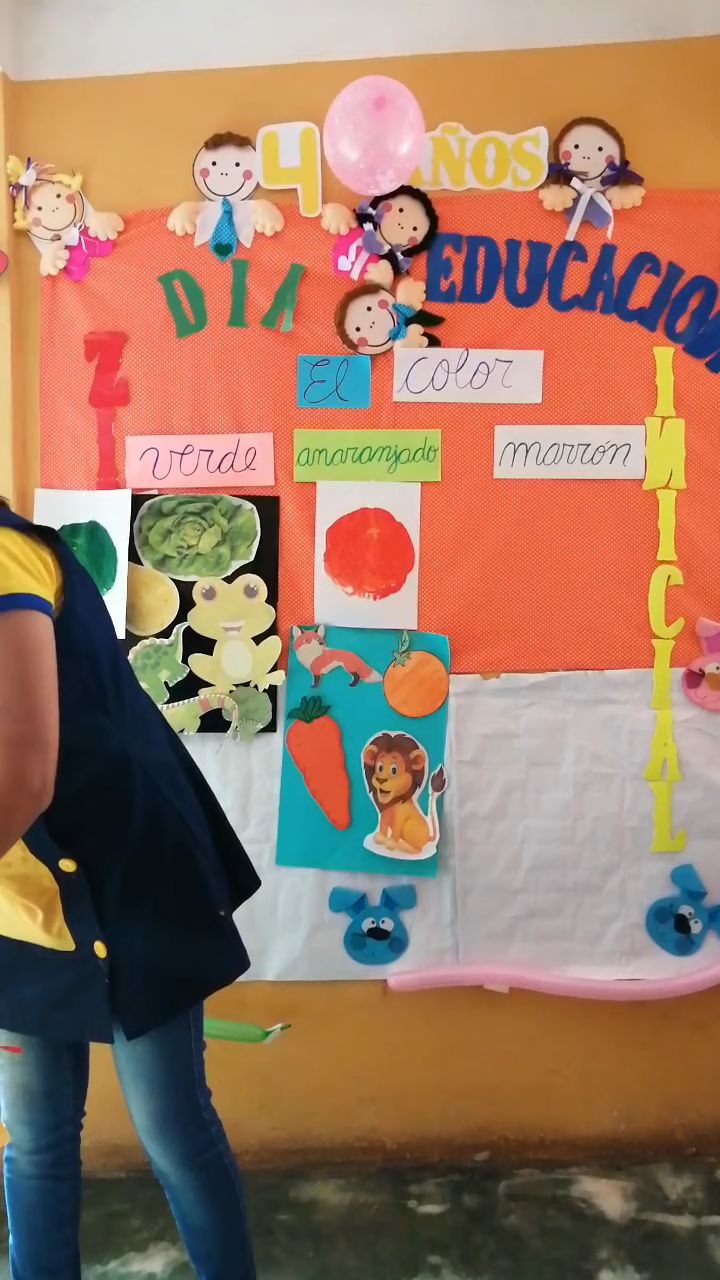 4 AÑOS
DIA
EDUCACION
INICIAL
El color
verde
anaranjado
marrón